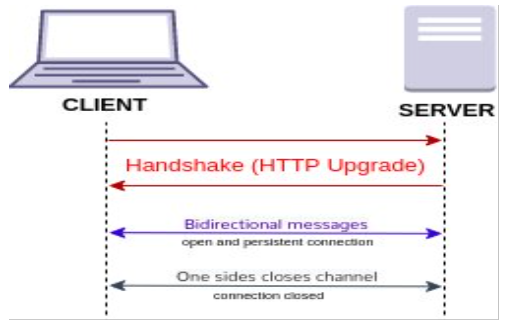 CLIENT
SERVER
Handshake (HTTP Upgrade)
Bidirectional messages
open and persistent connection
One sides closes channel
connection closed